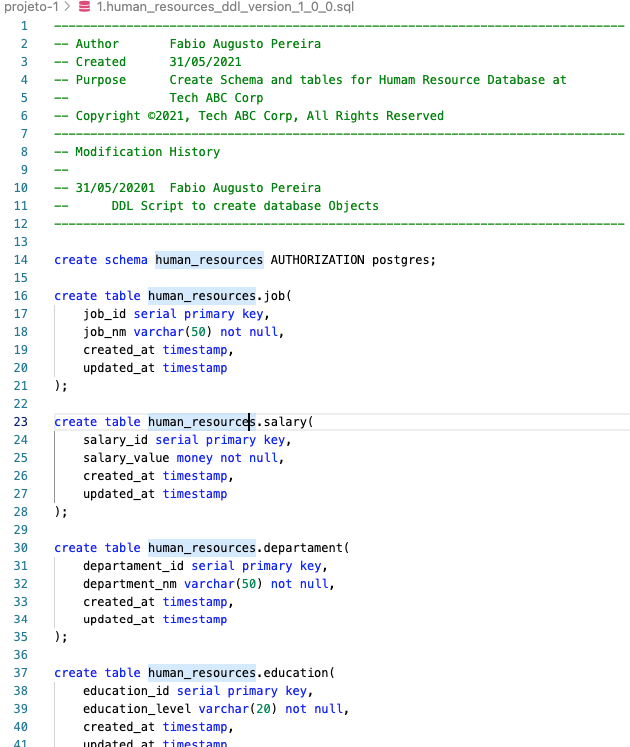 projeto-1 > 1.human_resources_ddl_version_1_0_0.sql
1 -------------------------------------------------------------------------------
2 -- Author       Fabio Augusto Pereira
3 -- Created      31/05/2021
4 -- Purpose      Create Schema and tables for Humam Resource Database at
5 --              Tech ABC Corp
6 -- Copyright ©2021, Tech ABC Corp, All Rights Reserved
7 -------------------------------------------------------------------------------
8 -- Modification History
9 --
10 -- 31/05/20201  Fabio Augusto Pereira
11 --      DDL Script to create database Objects
12 -------------------------------------------------------------------------------
13
14 create schema human_resources AUTHORIZATION postgres;
15
16 create table human_resources.job(
17     job_id serial primary key,
18     job_nm varchar(50) not null,
19     created_at timestamp,
20     updated_at timestamp
21 );
22
23 create table human_resources.salary(
24     salary_id serial primary key,
25     salary_value money not null,
26     created_at timestamp,
27     updated_at timestamp
28 );
29
30 create table human_resources.departament(
31     departament_id serial primary key,
32     department_nm varchar(50) not null,
33     created_at timestamp,
34     updated_at timestamp
35 );
36
37 create table human_resources.education(
38     education_id serial primary key,
39     education_level varchar(20) not null,
40     created_at timestamp,
41     updated_at timestamp